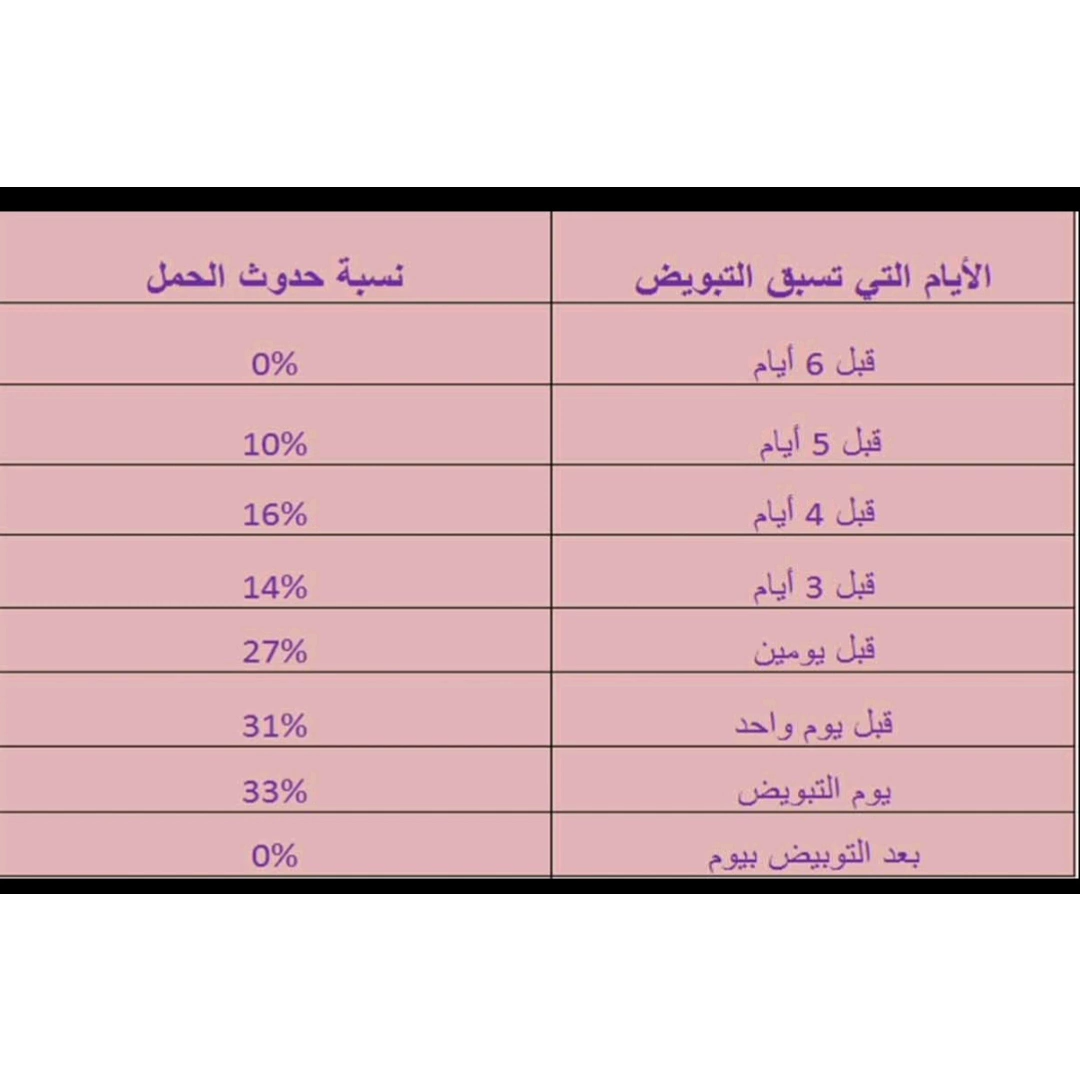 الأيام التي تسبق التبويض نسبة حدوث الحمل
قبل 6 أيام 0%
قبل 5 أيام 10%
قبل 4 أيام 16%
قبل 3 أيام 14%
قبل يومين 27%
قبل يوم واحد 31%
يوم التبويض 33%
بعد التوبيض بيوم 0%